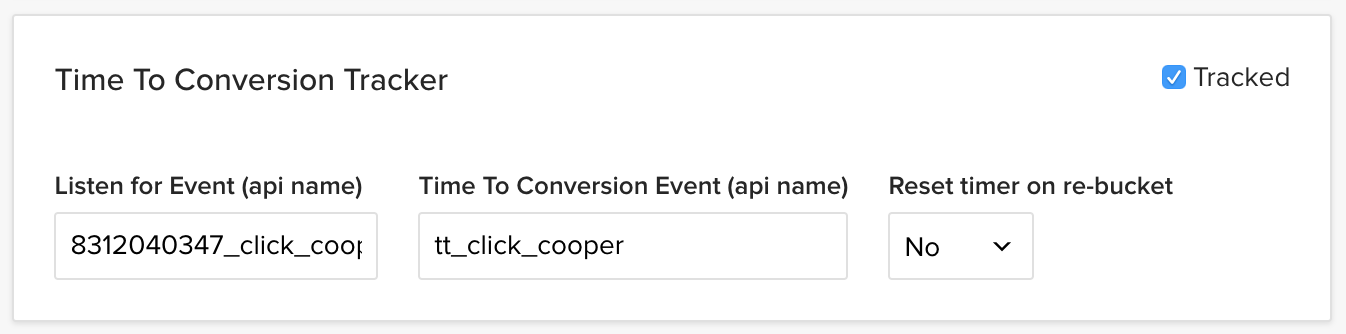 Time To Conversion Tracker
Tracked
Listen for Event (api name)
Time To Conversion Event (api name)
Reset timer on re-bucket
8312040347_click_coop
tt_click_cooper
No